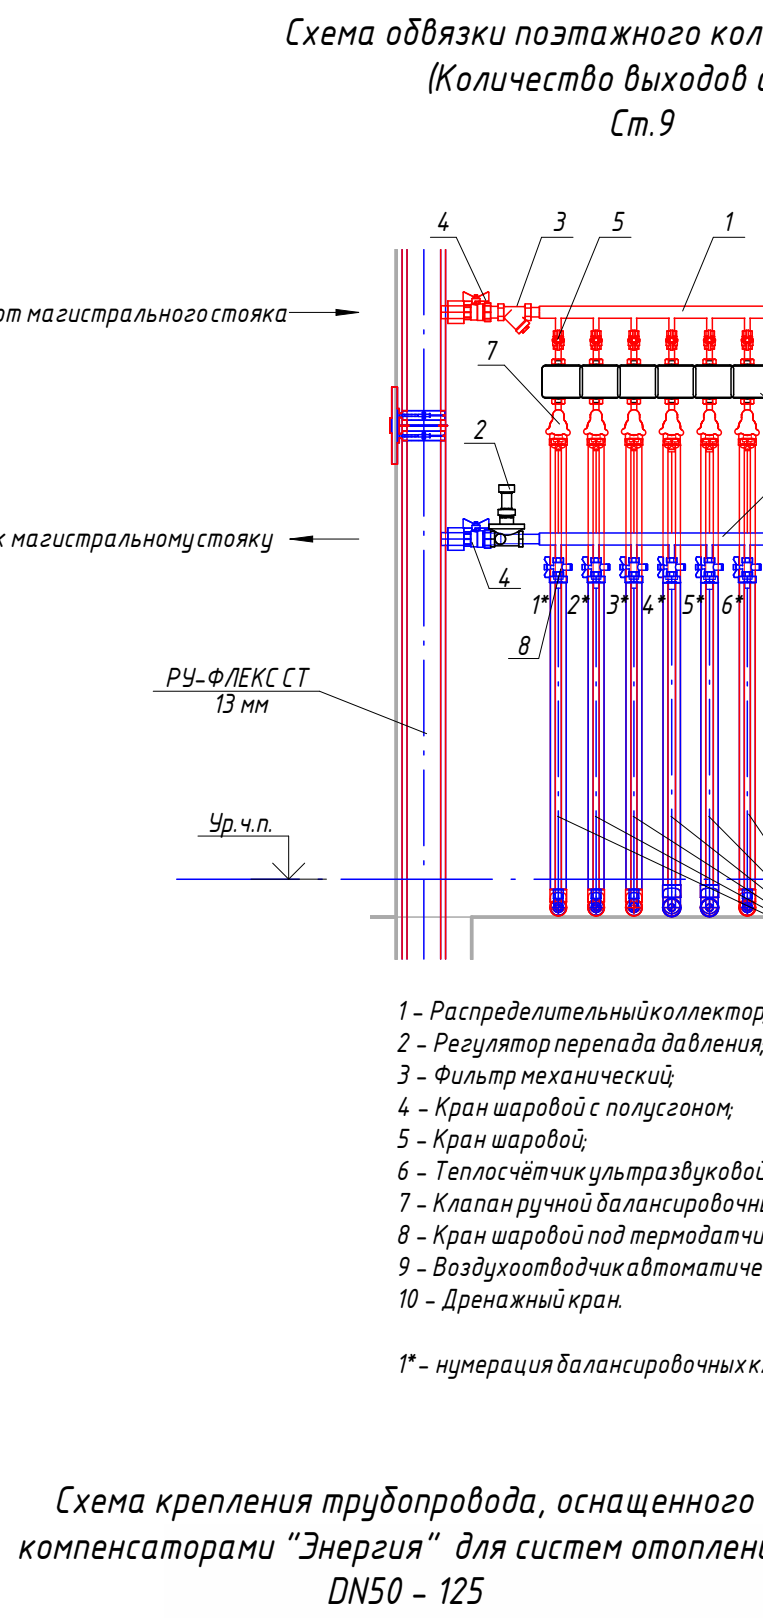 Схема обвязки поэтажного кол
(Количество выходов
Ст.9
4 3 5 1
от магистрального стояка
7
2
к магистральному стояку
4
1* 2* 3* 4* 5* 6*
8
РУ-ФЛЕКС СТ
13 мм
Ур.ч.п.
1 - Распределительный коллектор;
2 - Регулятор перепада давления;
3 - Фильтр механический;
4 - Кран шаровой с полусгоном;
5 - Кран шаровой;
6 - Теплосчётчик ультразвуковой
7 - Клапан ручной балансировочны
8 - Кран шаровой под термодатчи
9 - Воздухоотводчик автоматиче
10 - Дренажный кран.
1* - нумерация балансировочных к
Схема крепления трубопровода, оснащенного
компенсаторами "Энергия" для систем отоплени
DN50 - 125